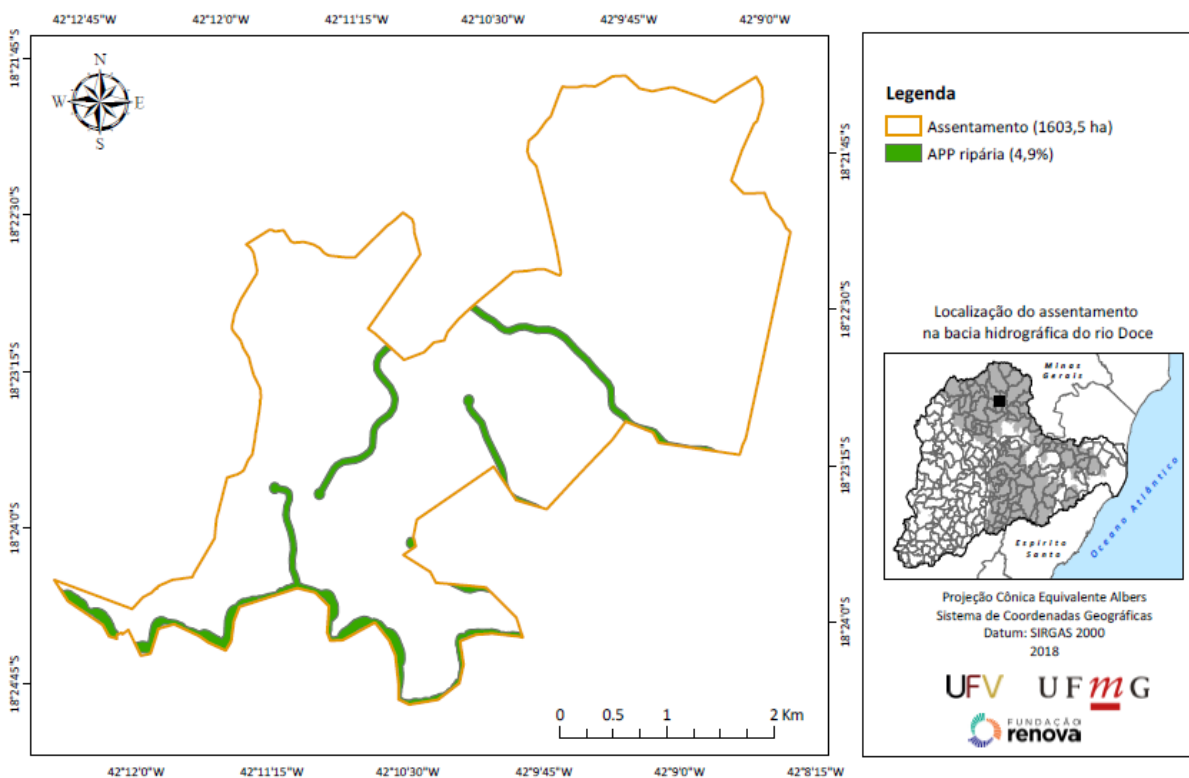 42°12'45"W 42°12'0"W 42°11'15"W 42°10'30"W 42°9'45"W 42°9'0"W
18°21'45"S
18°22'30"S
18°23'15"S
18°24'0"S
18°24'45"S
N
W E
S
18°21'45"S
18°22'30"S
18°23'15"S
18°24'0"S
0 0.5 1 2 Km
42°12'0"W 42°11'15"W 42°10'30"W 42°9'45"W 42°9'0"W 42°8'15"W
Legenda
Assentamento (1603,5 ha)
APP ripária (4,9%)
Localização do assentamento
na bacia hidrográfica do rio Doce
Minas
Gerais
Espírito
Santo
Oceano Atlântico
Projeção Cônica Equivalente Albers
Sistema de Coordenadas Geográficas
Datum: SIRGAS 2000
2018
UFV UFmG
FUNDAÇÃO
renova